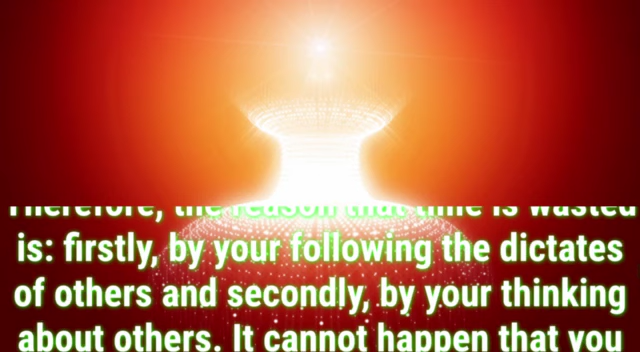 Therefore, the reason that time is wasted
is: firstly, by your following the dictates
of others and secondly, by your thinking
about others. It cannot happen that you